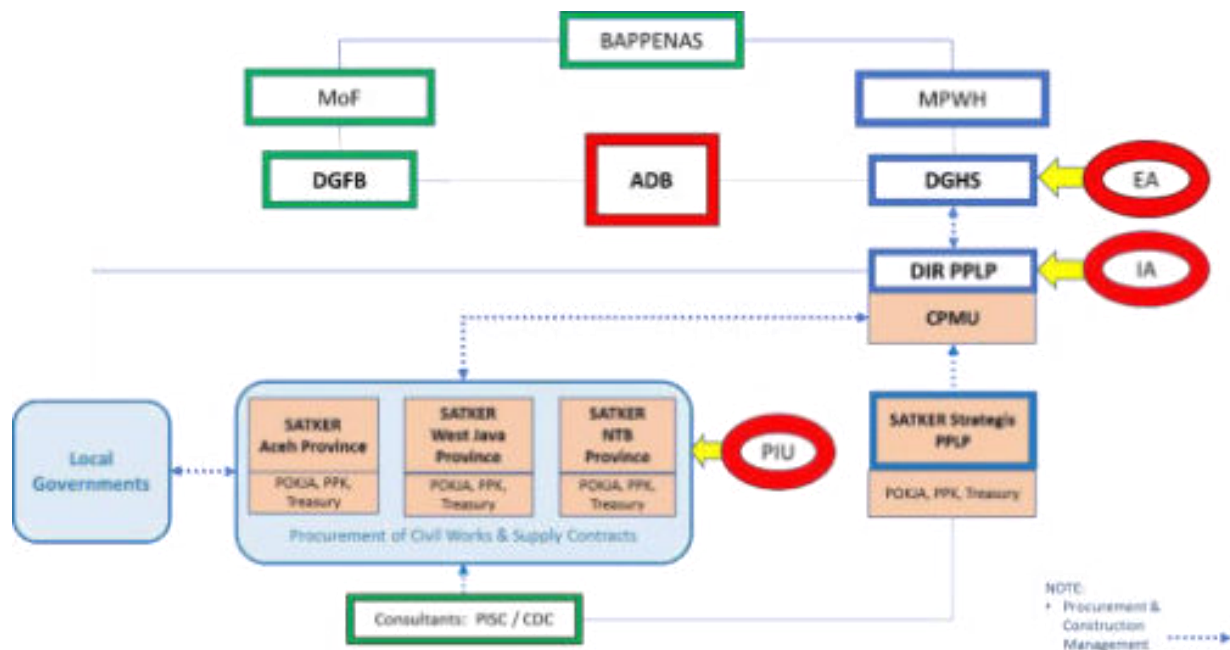 BAPPENAS
MoF
MPWH
DGFB
ADB
DGHS
EA
DIR PPLP
IA
CPMU
SATKER
Aceh Province
POKJA, PPK,
Treasury
SATKER
West Java
Province
POKJA, PPK,
Treasury
SATKER
NTB
Province
POKJA, PPK,
Treasury
PIU
SATKER Strategis
PPLP
POKJA, PPK, Treasury
Local
Governments
Procurement of Civil Works & Supply Contracts
Consultants: PISC / CDC
NOTE:
• Procurement &
Construction
Management